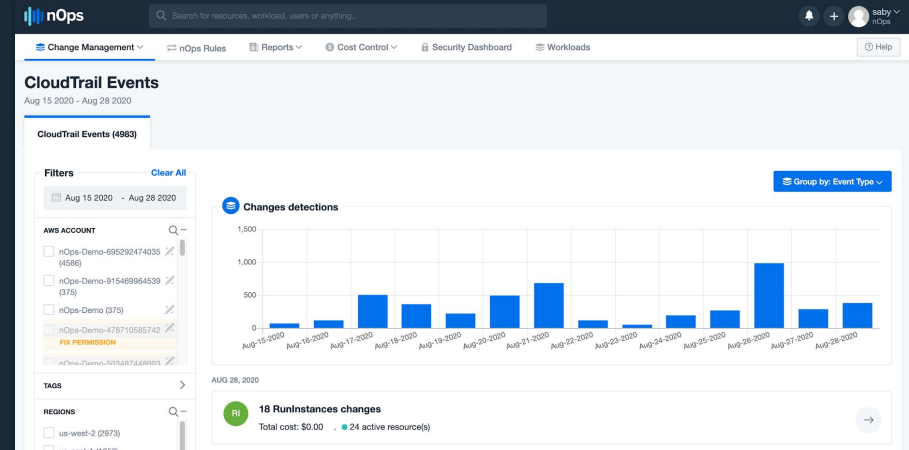 nOps
Search for resources, workload, users or anything..
saby
nOps
Change Management
nOps Rules
Reports
Cost Control
Security Dashboard
Workloads
Help
CloudTrail Events
Aug 15 2020 - Aug 28 2020
CloudTrail Events (4983)
Filters
Clear All
Aug 15 2020 - Aug 28 2020
AWS ACCOUNT
nOps-Demo-695292474035
(4586)
nOps-Demo-915469964539
(375)
nOps-Demo (375)
nOps-Demo-478710585742
FIX PERMISSION
nOps-Demo-503487448993
TAGS
REGIONS
us-west-2 (2973)
Group by: Event Type
Changes detections
1,500
1,000
500
0
Aug-15-2020
Aug-16-2020
Aug-17-2020
Aug-18-2020
Aug-19-2020
Aug-20-2020
Aug-21-2020
Aug-22-2020
Aug-23-2020
Aug-24-2020
Aug-25-2020
Aug-26-2020
Aug-27-2020
Aug-28-2020
AUG 28, 2020
RI
18 RunInstances changes
Total cost: $0.00 . 24 active resource(s)